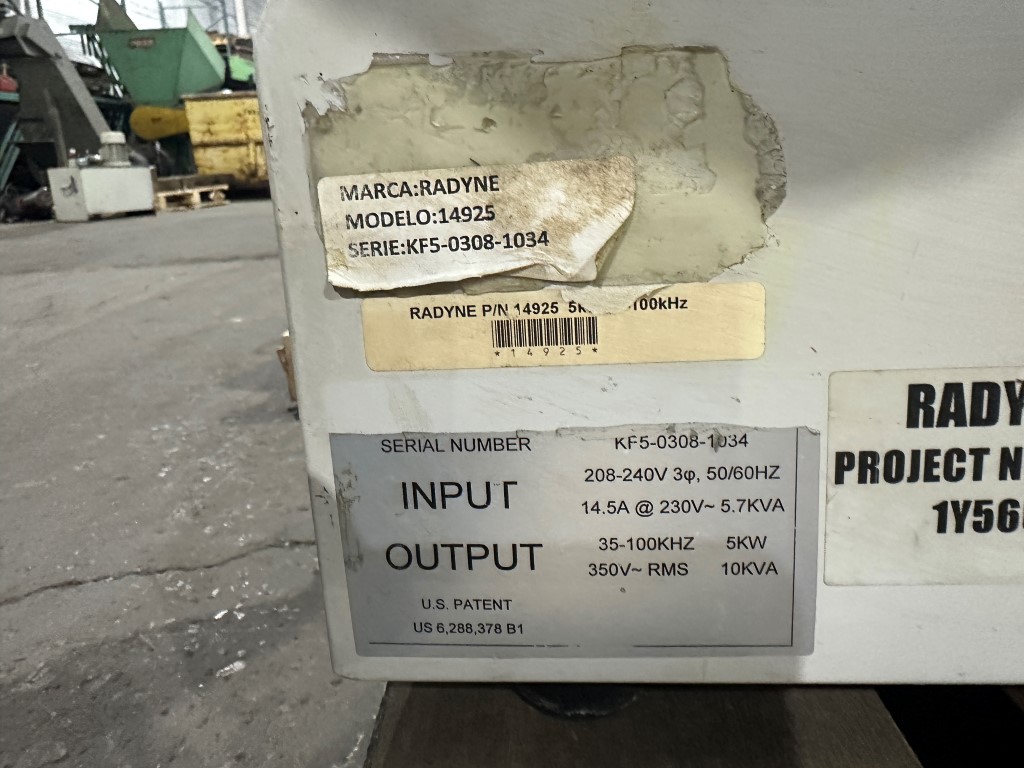 MARCA:RADYNE
MODELO:14925
SERIE:KF5-0308-1034
RADYNE P/N 14925 100kHz
*14925*
SERIAL NUMBER KF5-0308-1034
INPUT
208-240V 3φ, 50/60HZ
14.5A @ 230V~ 5.7KVA
OUTPUT
35-100KHZ 5KW
350V~ RMS 10KVA
U.S. PATENT
US 6,288,378 B1
RADY
PROJECT N
1Y56